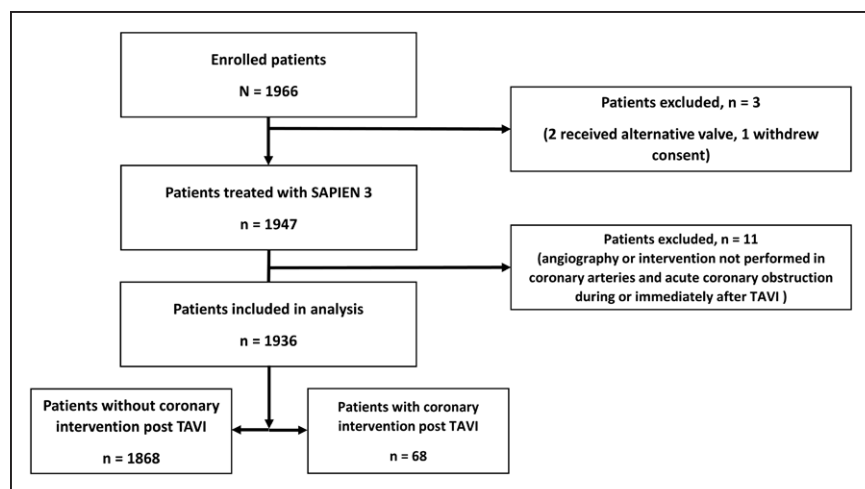 Enrolled patients
N = 1966
Patients excluded, n = 3
(2 received alternative valve, 1 withdrew
consent)
Patients treated with SAPIEN 3
n = 1947
Patients excluded, n = 11
(angiography or intervention not performed in
coronary arteries and acute coronary obstruction
during or immediately after TAVI )
Patients included in analysis
n = 1936
Patients without coronary
intervention post TAVI
n = 1868
Patients with coronary
intervention post TAVI
n = 68